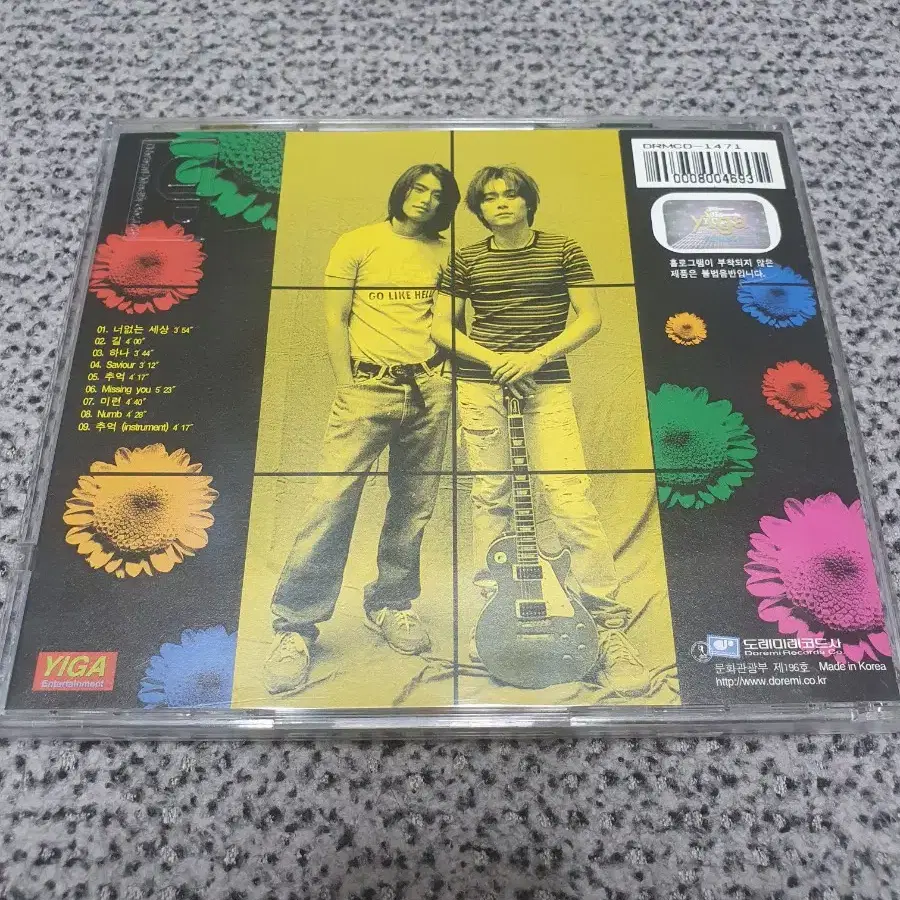 DRMCD-1471
0008004693
홀로그램이 부착되지 않은
제품은 불법음반입니다.
GO LIKE HELL
01. 너없는 세상 3´54˝
02. 길 4´00˝
03. 하나 3´44˝
04. Saviour 3´12˝
05. 추억 4´17˝
06. Missing you 5´23˝
07. 미련 4´40˝
08. Numb 4´28˝
09. 추억 (instrument) 4´17˝
YIGA
Entertainment
도레미레코드사
Doremi Records Co.
문화관광부 제196호 Made in Korea
http://www.doremi.co.kr